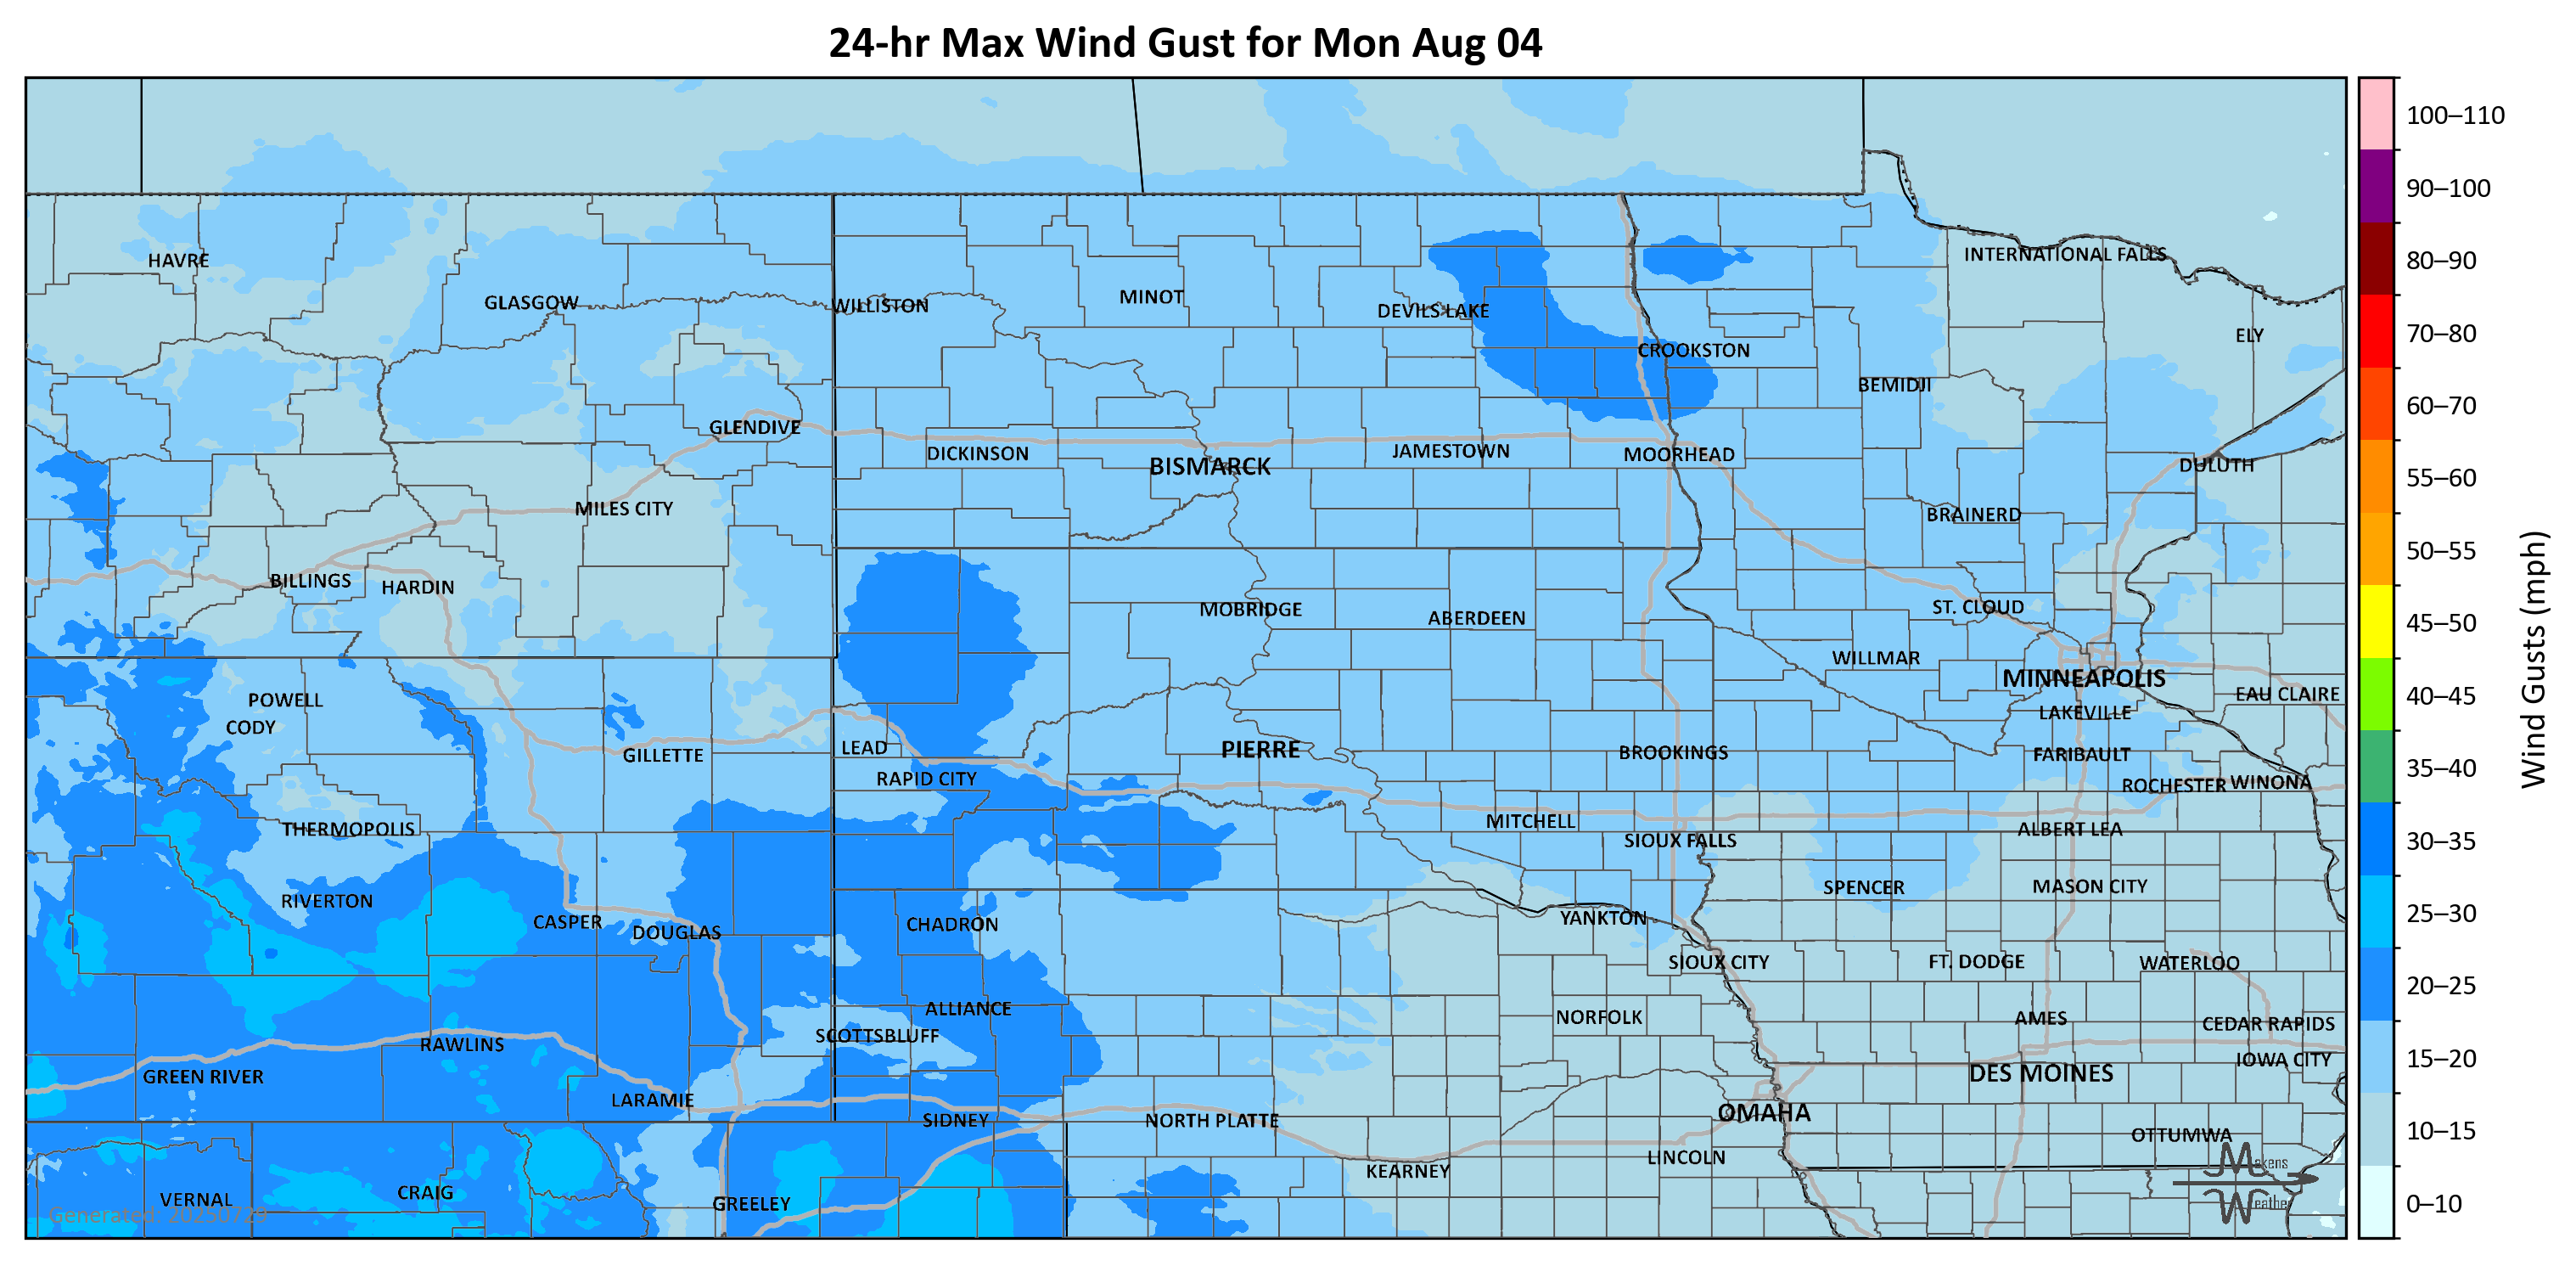 24-hr Max Wind Gust for Mon Aug 04
100–110
90–100
80–90
70–80
60–70
55–60
50–55
45–50
40–45
35–40
30–35
25–30
20–25
15–20
10–15
0–10
Wind Gusts (mph)
INTERNATIONAL FALLS
HAVRE
GLASGOW
WILLISTON
MINOT
DEVILS LAKE
ELY
CROOKSTON
BEMIDJI
GLENDIVE
DICKINSON
BISMARCK
JAMESTOWN
MOORHEAD
DULUTH
MILES CITY
BRAINERD
BILLINGS
HARDIN
MOBRIDGE
ABERDEEN
ST. CLOUD
WILLMAR
MINNEAPOLIS
EAU CLAIRE
POWELL
CODY
LAKEVILLE
GILLETTE
LEAD
PIERRE
BROOKINGS
FARIBAULT
RAPID CITY
ROCHESTER
WINONA
THERMOPOLIS
MITCHELL
SIOUX FALLS
ALBERT LEA
RIVERTON
CASPER
DOUGLAS
CHADRON
YANKTON
SPENCER
MASON CITY
SIOUX CITY
FT. DODGE
WATERLOO
ALLIANCE
SCOTTSBLUFF
NORFOLK
AMES
CEDAR RAPIDS
RAWLINS
IOWA CITY
GREEN RIVER
DES MOINES
LARAMIE
SIDNEY
NORTH PLATTE
OMAHA
OTTUMWA
KEARNEY
LINCOLN
VERNAL
CRAIG
GREELEY
Generated: 20250729
Makens
Weather